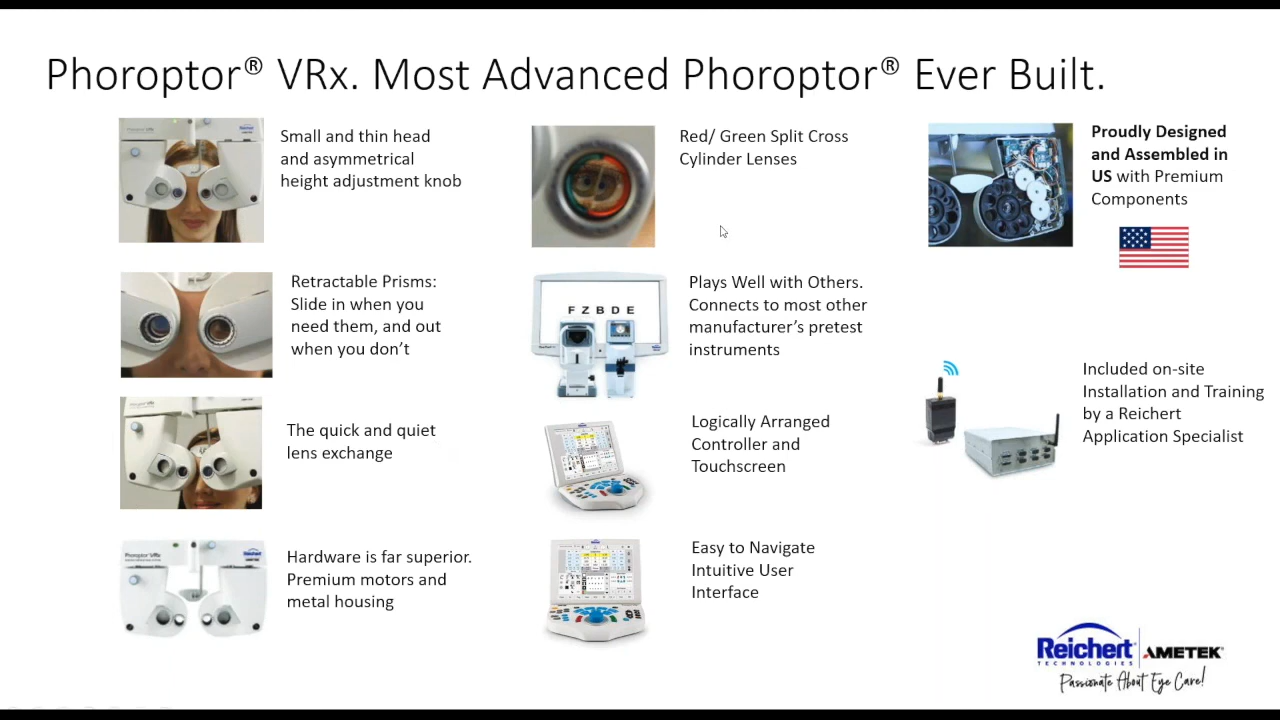 Phoroptor® VRx. Most Advanced Phoroptor® Ever Built.
Small and thin head
and asymmetrical
height adjustment knob
Retractable Prisms:
Slide in when you
need them, and out
when you don't
The quick and quiet
lens exchange
Phoroptor VRx
Reichert
Hardware is far superior.
Premium motors and
metal housing
Red/ Green Split Cross
Cylinder Lenses
F Z B D E
Plays Well with Others.
Connects to most other
manufacturer's pretest
instruments
Logically Arranged
Controller and
Touchscreen
Easy to Navigate
Intuitive User
Interface
Proudly Designed
and Assembled in
US with Premium
Components
Included on-site
Installation and Training
by a Reichert
Application Specialist
Reichert
TECHNOLOGIES
AMETEK®
Passionate About Eye Care!